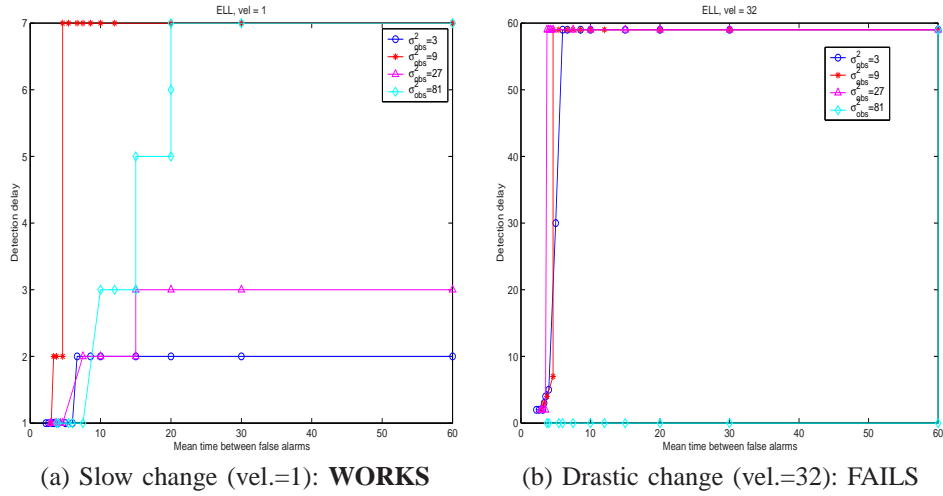 ELL, vel = 1
7
6
5
4
3
2
1
Detection delay
σ²obs=3
σ²obs=9
σ²obs=27
σ²obs=81
0 10 20 30 40 50 60
Mean time between false alarms
(a) Slow change (vel.=1): WORKS
ELL, vel = 32
60
50
40
30
20
10
0
Detection delay
σ²obs=3
σ²obs=9
σ²obs=27
σ²obs=81
0 10 20 30 40 50 60
Mean time between false alarms
(b) Drastic change (vel.=32): FAILS